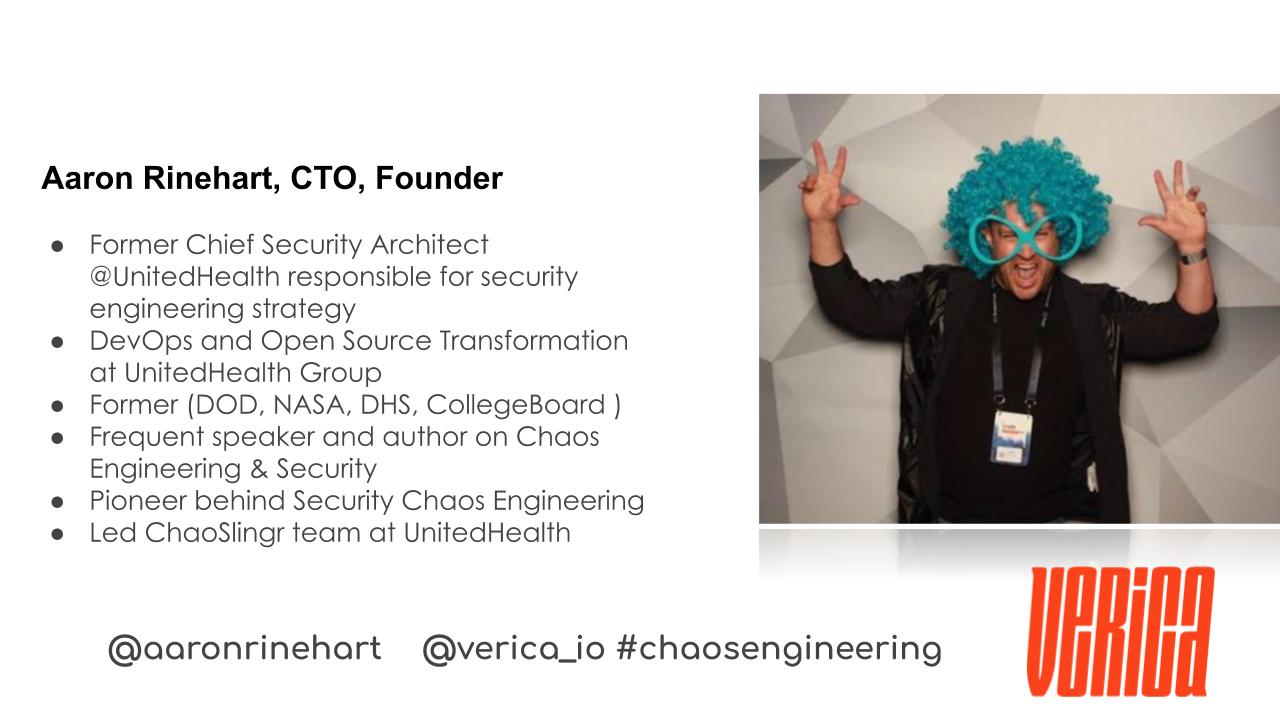 Aaron Rinehart, CTO, Founder
● Former Chief Security Architect
@UnitedHealth responsible for security
engineering strategy
● DevOps and Open Source Transformation
at UnitedHealth Group
● Former (DOD, NASA, DHS, CollegeBoard )
● Frequent speaker and author on Chaos
Engineering & Security
● Pioneer behind Security Chaos Engineering
● Led ChaoSlingr team at UnitedHealth
@aaronrinehart @verica_io #chaosengineering
VERICA